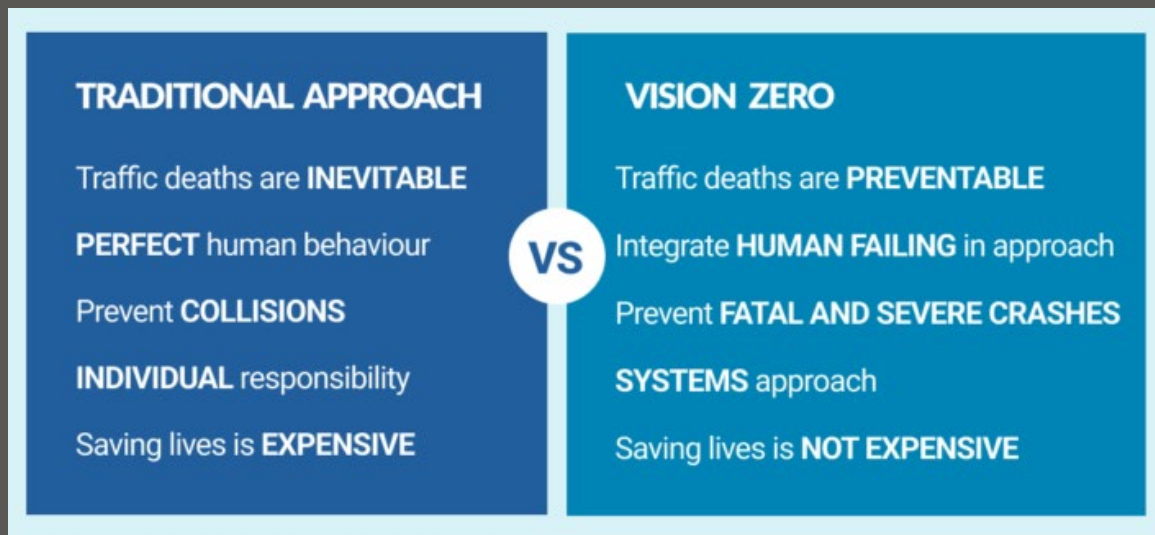 TRADITIONAL APPROACH
Traffic deaths are INEVITABLE
PERFECT human behaviour
Prevent COLLISIONS
INDIVIDUAL responsibility
Saving lives is EXPENSIVE
VS
VISION ZERO
Traffic deaths are PREVENTABLE
Integrate HUMAN FAILING in approach
Prevent FATAL AND SEVERE CRASHES
SYSTEMS approach
Saving lives is NOT EXPENSIVE